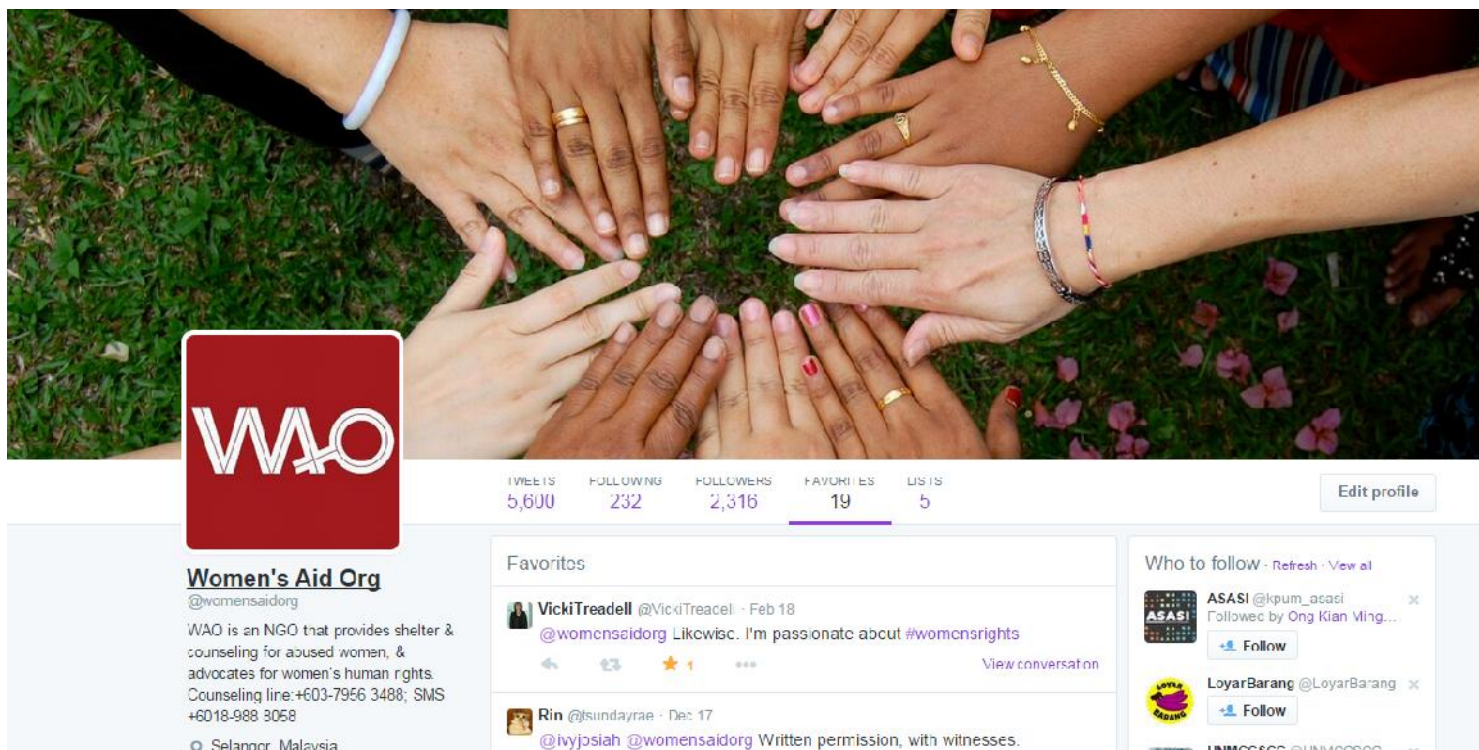 WAO
TWEETS FOLLOWING FOLLOWERS FAVORITES LISTS
5,600 232 2,316 19 5
Edit profile
Women's Aid Org
@womensaidorg
WAO is an NGO that provides shelter &
counseling for abused women, &
advocates for women's human rights.
Counseling line:+603-7956 3488; SMS
+6018-988 8058
Selangor, Malaysia
Favorites
VickiTreadell @VickiTreadell · Feb 18
@womensaidorg Likewise. I'm passionate about #womensrights
1
View conversation
Rin @tsundayrae · Dec 17
@ivyjosiah @womensaidorg Written permission, with witnesses.
Who to follow · Refresh · View all
ASASI @kpum_asasi
Followed by Ong Kian Ming...
ASASI
Follow
LoyarBarang @LoyarBarang
LOYAR
BARANG
Follow